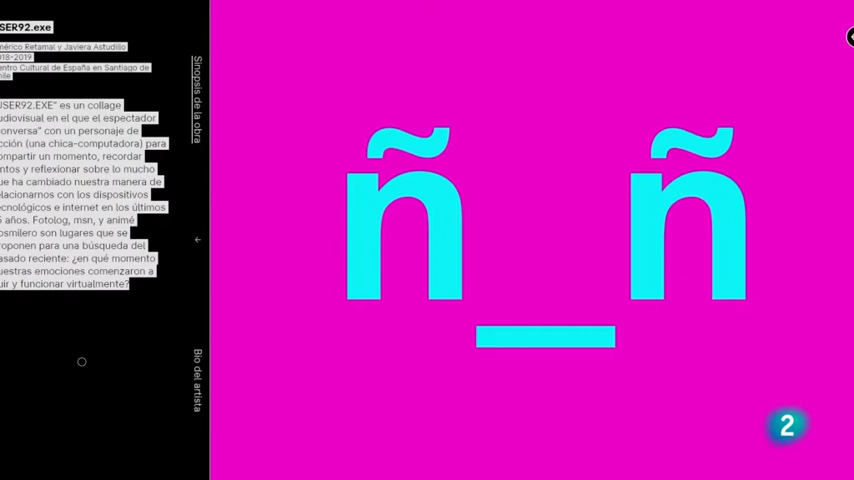 SER92.exe
mérico Retamal y Javiera Astudillo
018-2019
entro Cultural de España en Santiago de
hile
USER92.EXE" es un collage
udiovisual en el que el espectador
conversa" con un personaje de
cción (una chica-computadora) para
ompartir un momento, recordar
ntos y reflexionar sobre lo mucho
ue ha cambiado nuestra manera de
elacionarnos con los dispositivos
ecnológicos e internet en los últimos
5 años. Fotolog, msn, y animé
osmilero son lugares que se
roponen para una búsqueda del
asado reciente: ¿en qué momento
uestras emociones comenzaron a
uir y funcionar virtualmente?
Sinopsis de la obra
Bio del artista
ñ_ñ
2